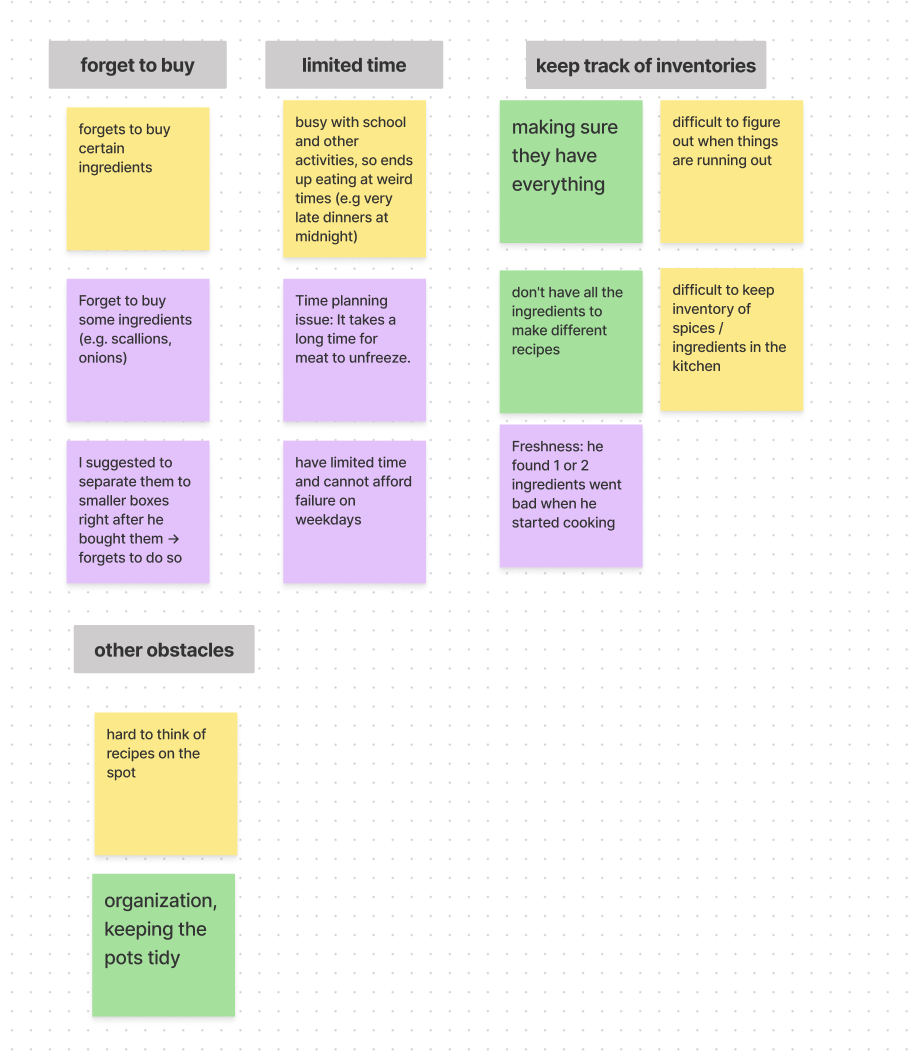 forget to buy
forgets to buy
certain
ingredients
Forget to buy
some ingredients
(e.g. scallions,
onions)
I suggested to
separate them to
smaller boxes
right after he
bought them →
forgets to do so
limited time
busy with school
and other
activities, so ends
up eating at weird
times (e.g very
late dinners at
midnight)
Time planning
issue: It takes a
long time for
meat to unfreeze.
have limited time
and cannot afford
failure on
weekdays
keep track of inventories
making sure
they have
everything
difficult to figure
out when things
are running out
don't have all the
ingredients to
make different
recipes
difficult to keep
inventory of
spices /
ingredients in the
kitchen
Freshness: he
found 1 or 2
ingredients went
bad when he
started cooking
other obstacles
hard to think of
recipes on the
spot
organization,
keeping the
pots tidy